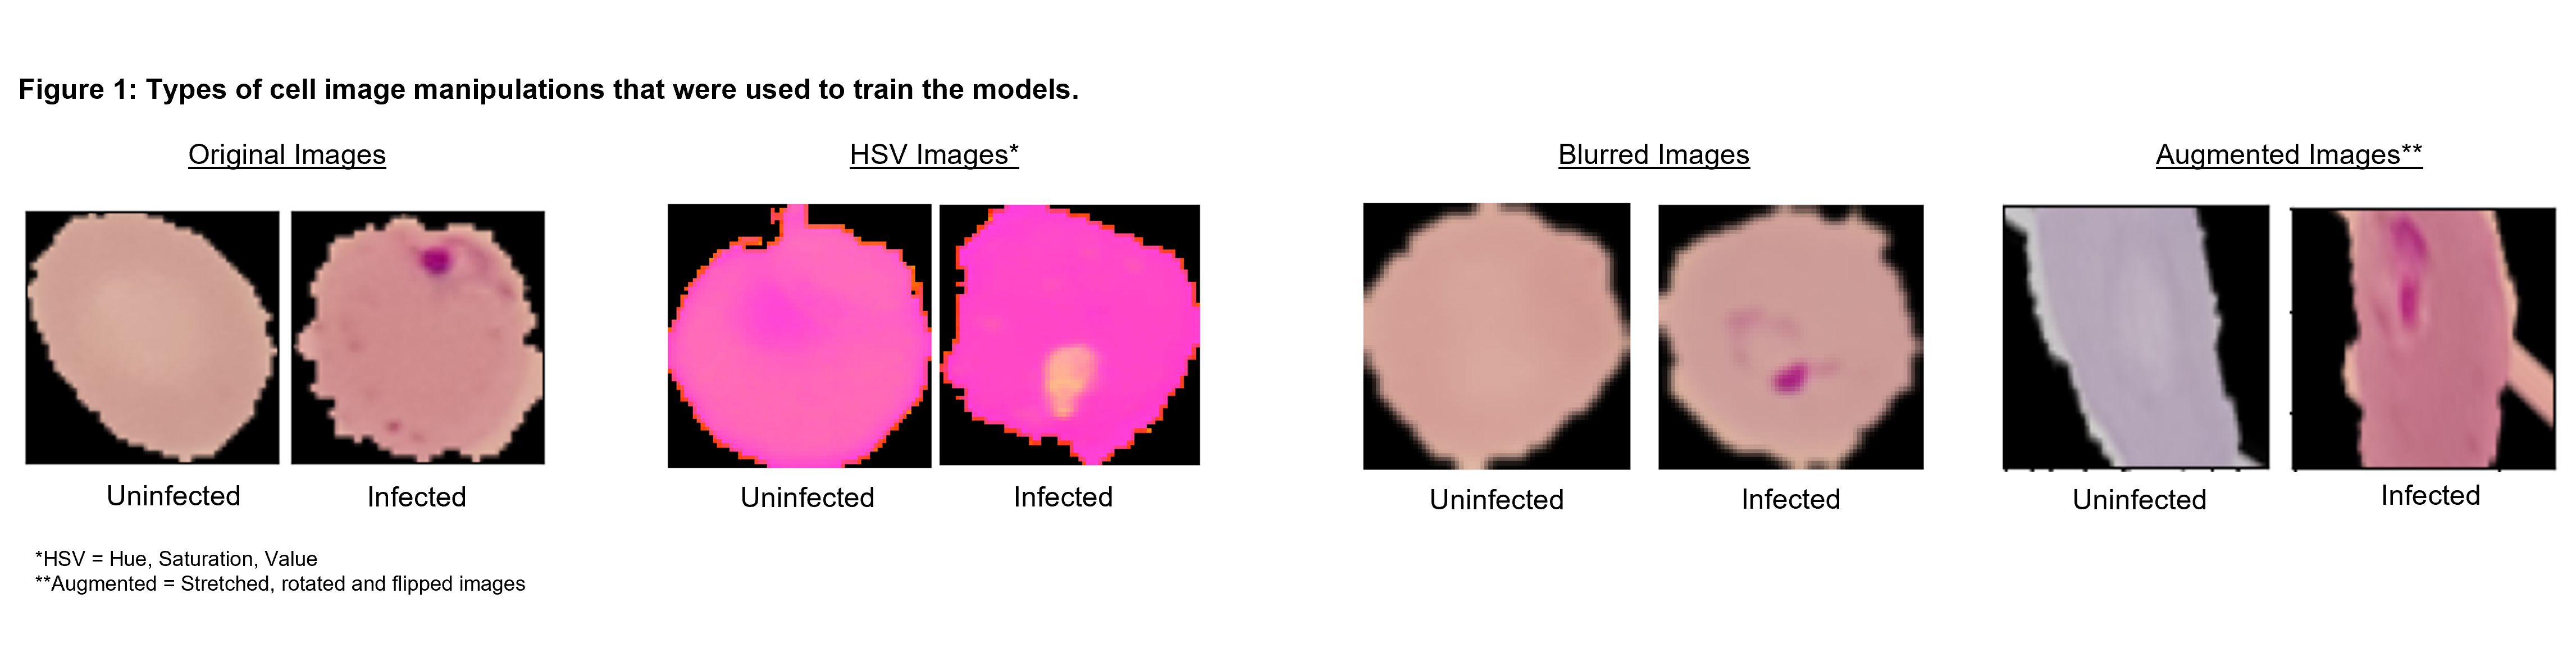 Figure 1: Types of cell image manipulations that were used to train the models.
Original Images
HSV Images*
Blurred Images
Augmented Images**
Uninfected
Infected
Uninfected
Infected
Uninfected
Infected
Uninfected
Infected
*HSV = Hue, Saturation, Value
**Augmented = Stretched, rotated and flipped images